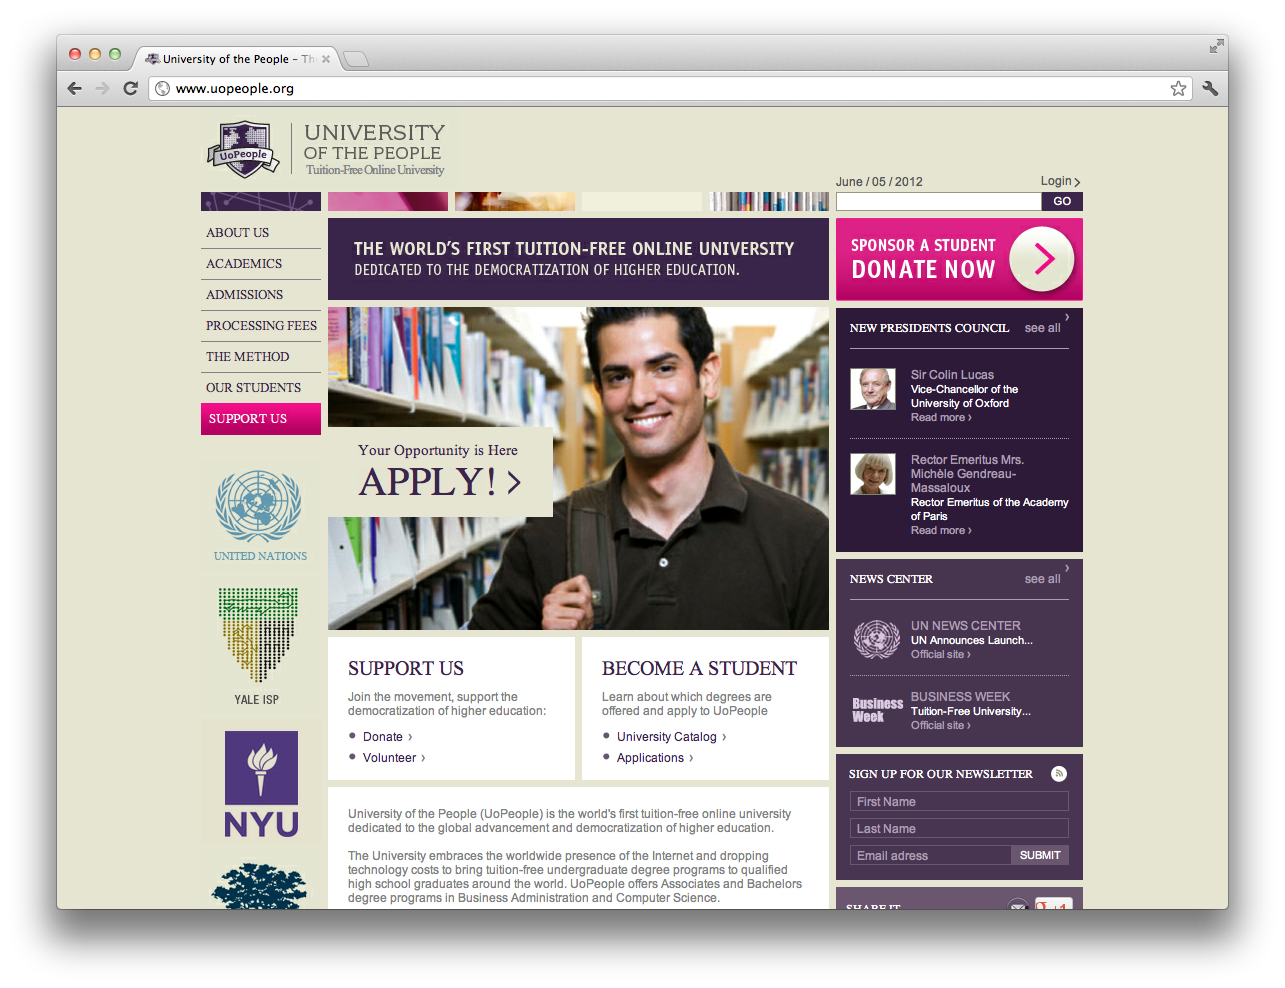 University of the People – Th
www.uopeople.org
UoPeople
UNIVERSITY
OF THE PEOPLE
Tuition-Free Online University
June / 05 / 2012
Login ›
GO
ABOUT US
ACADEMICS
ADMISSIONS
PROCESSING FEES
THE METHOD
OUR STUDENTS
SUPPORT US
UNITED NATIONS
YALE ISP
NYU
THE WORLD'S FIRST TUITION-FREE ONLINE UNIVERSITY
DEDICATED TO THE DEMOCRATIZATION OF HIGHER EDUCATION.
Your Opportunity is Here
APPLY! ›
SUPPORT US
Join the movement, support the
democratization of higher education:
• Donate ›
• Volunteer ›
BECOME A STUDENT
Learn about which degrees are
offered and apply to UoPeople
• University Catalog ›
• Applications ›
University of the People (UoPeople) is the world's first tuition-free online university
dedicated to the global advancement and democratization of higher education.
The University embraces the worldwide presence of the Internet and dropping
technology costs to bring tuition-free undergraduate degree programs to qualified
high school graduates around the world. UoPeople offers Associates and Bachelors
degree programs in Business Administration and Computer Science.
SPONSOR A STUDENT
DONATE NOW
NEW PRESIDENTS COUNCIL see all ›
Sir Colin Lucas
Vice-Chancellor of the
University of Oxford
Read more ›
Rector Emeritus Mrs.
Michèle Gendreau-
Massaloux
Rector Emeritus of the Academy
of Paris
Read more ›
NEWS CENTER see all ›
UN NEWS CENTER
UN Announces Launch...
Official site ›
Business
Week
BUSINESS WEEK
Tuition-Free University...
Official site ›
SIGN UP FOR OUR NEWSLETTER
First Name
Last Name
Email adress
SUBMIT
SHARE IT
+1